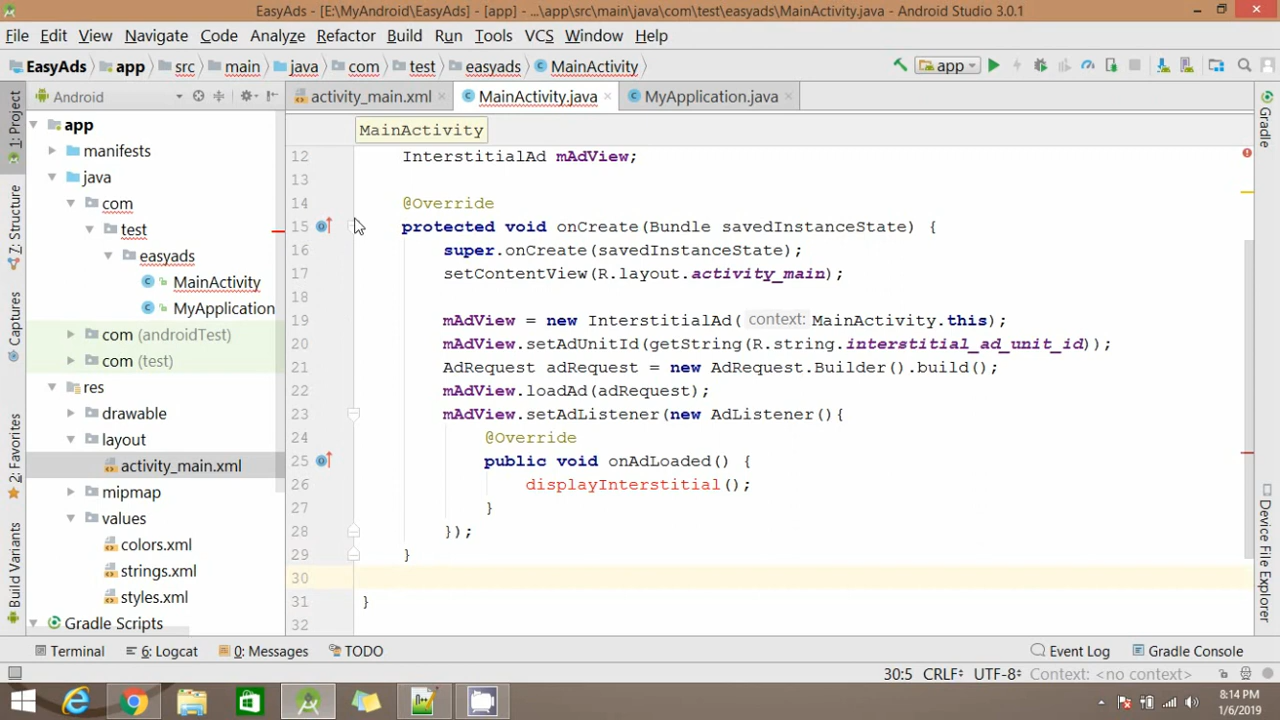 EasyAds - [E:\MyAndroid\EasyAds] - [app] - ...\app\src\main\java\com\test\easyads\MainActivity.java - Android Studio 3.0.1
File Edit View Navigate Code Analyze Refactor Build Run Tools VCS Window Help
EasyAds app src main java com test easyads MainActivity app
Android activity_main.xml MainActivity.java MyApplication.java
1: Project
Z: Structure
Captures
2: Favorites
Build Variants
app
manifests
java
com
test
easyads
MainActivity
MyApplication
com (androidTest)
com (test)
res
drawable
layout
activity_main.xml
mipmap
values
colors.xml
strings.xml
styles.xml
Gradle Scripts
MainActivity
12 InterstitialAd mAdView;
13
14 @Override
15 protected void onCreate(Bundle savedInstanceState) {
16 super.onCreate(savedInstanceState);
17 setContentView(R.layout.activity_main);
18
19 mAdView = new InterstitialAd( context: MainActivity.this);
20 mAdView.setAdUnitId(getString(R.string.interstitial_ad_unit_id));
21 AdRequest adRequest = new AdRequest.Builder().build();
22 mAdView.loadAd(adRequest);
23 mAdView.setAdListener(new AdListener(){
24 @Override
25 public void onAdLoaded() {
26 displayInterstitial();
27 }
28 });
29 }
30
31 }
32
Gradle
Device File Explorer
Terminal 6: Logcat 0: Messages TODO Event Log Gradle Console
30:5 CRLF÷ UTF-8÷ Context: <no context>
8:14 PM
1/6/2019